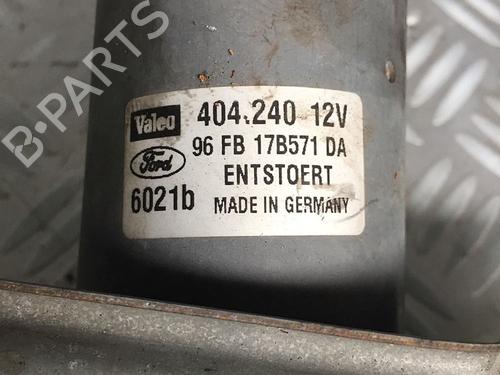 Valeo 404.240 12V
Ford 96 FB 17B571 DA
ENTSTOERT
6021b MADE IN GERMANY
B-PARTS